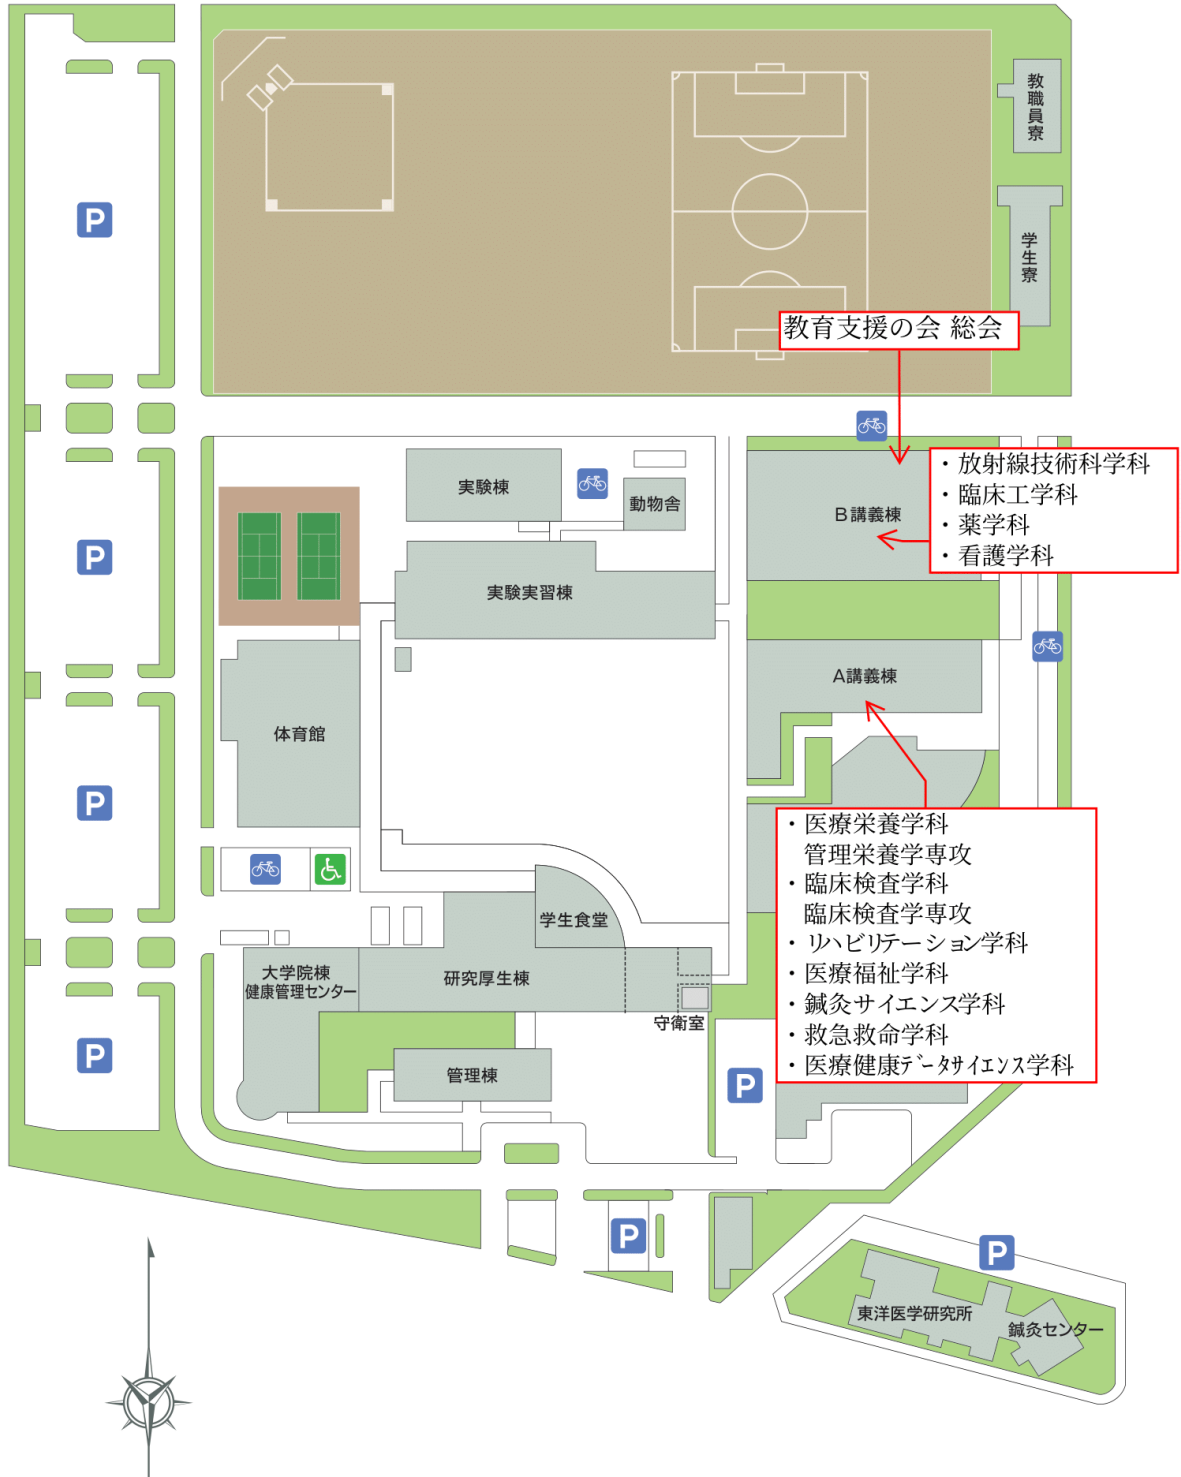 P
教職員寮
学生寮
教育支援の会 総会
・放射線技術科学科
・臨床工学科
・薬学科
・看護学科
実験棟
動物舎
B講義棟
P
実験実習棟
A講義棟
体育館
P
・医療栄養学科
管理栄養学専攻
・臨床検査学科
臨床検査学専攻
・リハビリテーション学科
・医療福祉学科
・鍼灸サイエンス学科
・救急救命学科
・医療健康データサイエンス学科
学生食堂
大学院棟
健康管理センター
研究厚生棟
守衛室
P
管理棟
P
P
P
東洋医学研究所
鍼灸センター